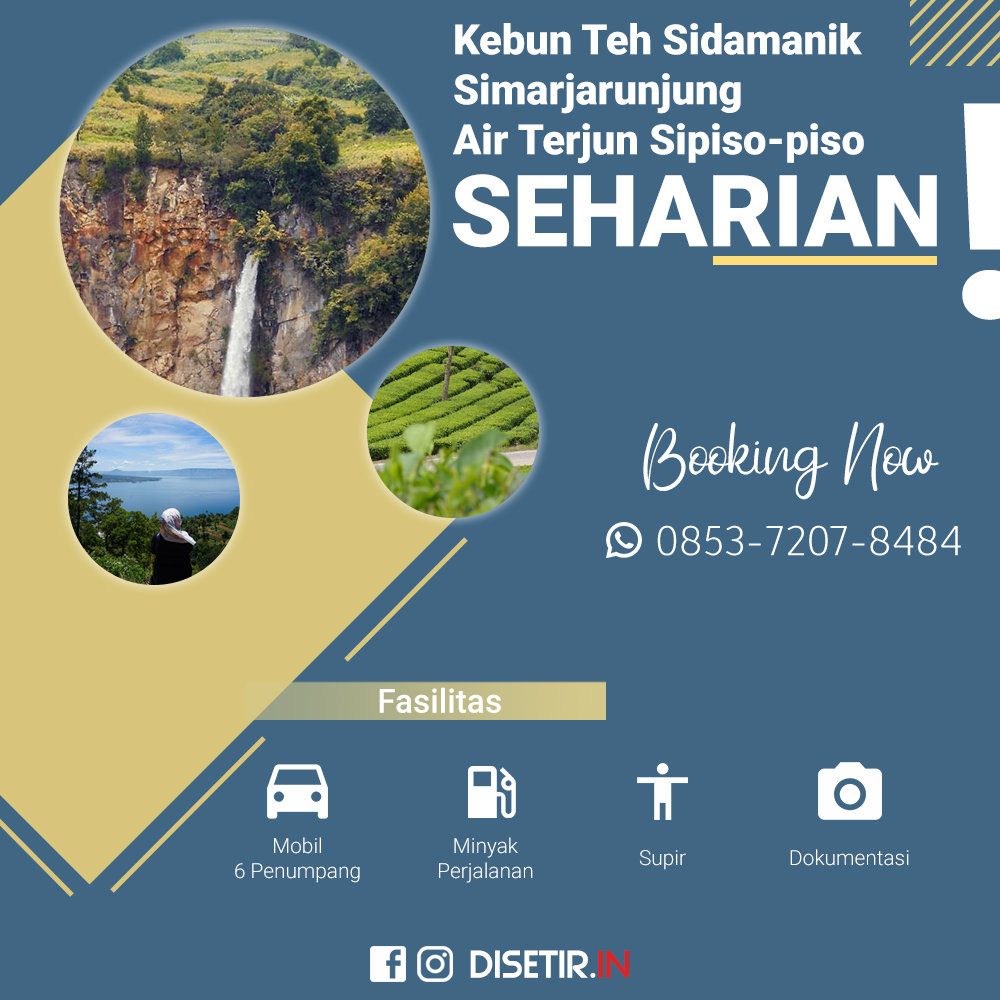 Kebun Teh Sidamanik
Simarjarunjung
Air Terjun Sipiso-piso
SEHARIAN!
Booking Now
0853-7207-8484
Fasilitas
Mobil
6 Penumpang
Minyak
Perjalanan
Supir
Dokumentasi
DISETIR.IN